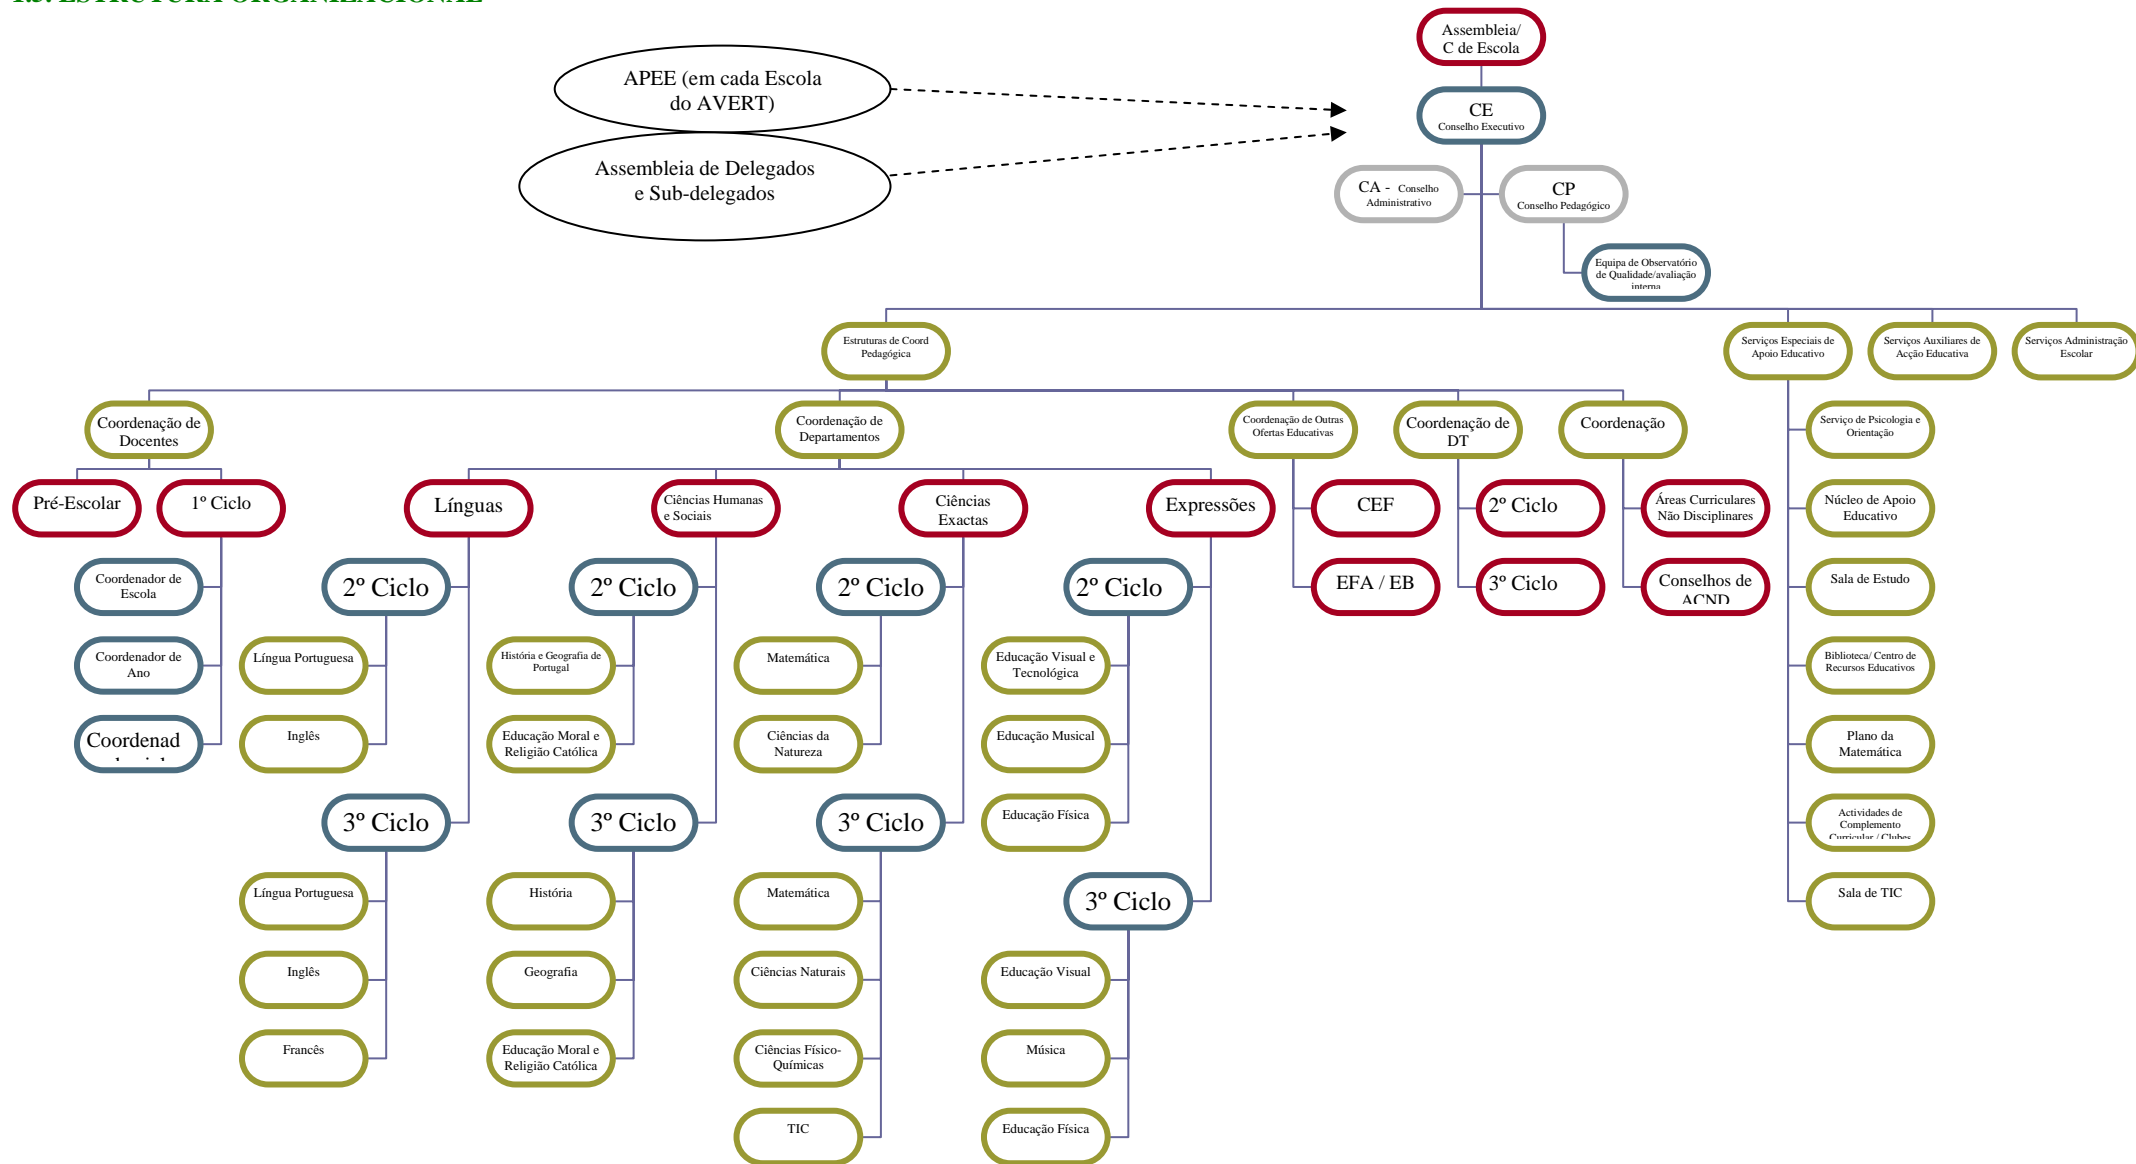 ESTRUTURA ORGANIZACIONAL
Assembleia/
C de Escola
APEE (em cada Escola
do AVERT)
CE
Conselho Executivo
Assembleia de Delegados
e Sub-delegados
CA - Conselho
Administrativo
CP
Conselho Pedagógico
Equipa de Observatório
de Qualidade/avaliação
interna
Estruturas de Coord
Pedagógica
Serviços Especiais de
Apoio Educativo
Serviços Auxiliares de
Acção Educativa
Serviços Administração
Escolar
Coordenação de
Docentes
Coordenação de
Departamentos
Coordenação de Outras
Ofertas Educativas
Coordenação de
DT
Coordenação
Serviço de Psicologia e
Orientação
Pré-Escolar
1º Ciclo
Línguas
Ciências Humanas
e Sociais
Ciências
Exactas
Expressões
CEF
2º Ciclo
Áreas Curriculares
Não Disciplinares
Núcleo de Apoio
Educativo
Coordenador de
Escola
2º Ciclo
2º Ciclo
2º Ciclo
2º Ciclo
EFA / EB
3º Ciclo
Conselhos de
ACND
Sala de Estudo
Coordenador de
Ano
Língua Portuguesa
História e Geografia de
Portugal
Matemática
Educação Visual e
Tecnológica
Biblioteca/ Centro de
Recursos Educativos
Coordenad
Inglês
Educação Moral e
Religião Católica
Ciências da
Natureza
Educação Musical
Plano da
Matemática
3º Ciclo
3º Ciclo
3º Ciclo
Educação Física
Actividades de
Complemento
Curricular / Clubes
Língua Portuguesa
História
Matemática
3º Ciclo
Sala de TIC
Inglês
Geografia
Ciências Naturais
Educação Visual
Francês
Educação Moral e
Religião Católica
Ciências Físico-
Químicas
Música
TIC
Educação Física